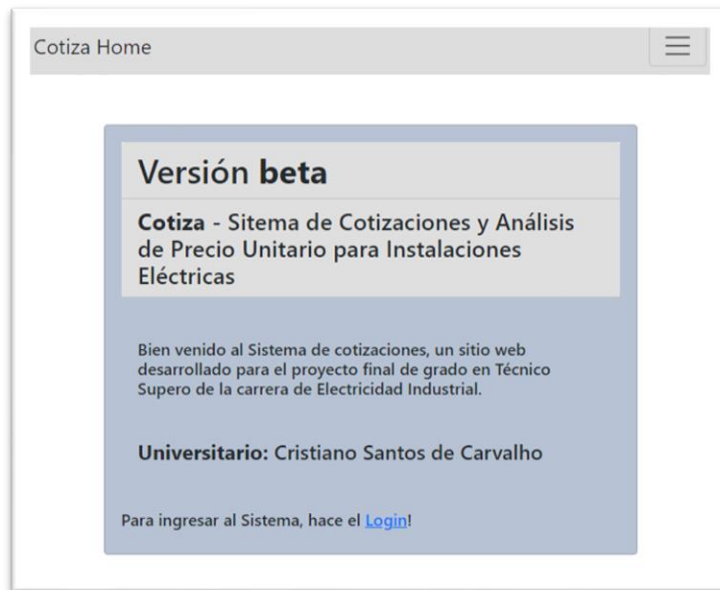 Cotiza Home
Versión beta
Cotiza - Sitema de Cotizaciones y Análisis
de Precio Unitario para Instalaciones
Eléctricas
Bien venido al Sistema de cotizaciones, un sitio web
desarrollado para el proyecto final de grado en Técnico
Supero de la carrera de Electricidad Industrial.
Universitario: Cristiano Santos de Carvalho
Para ingresar al Sistema, hace el Login!